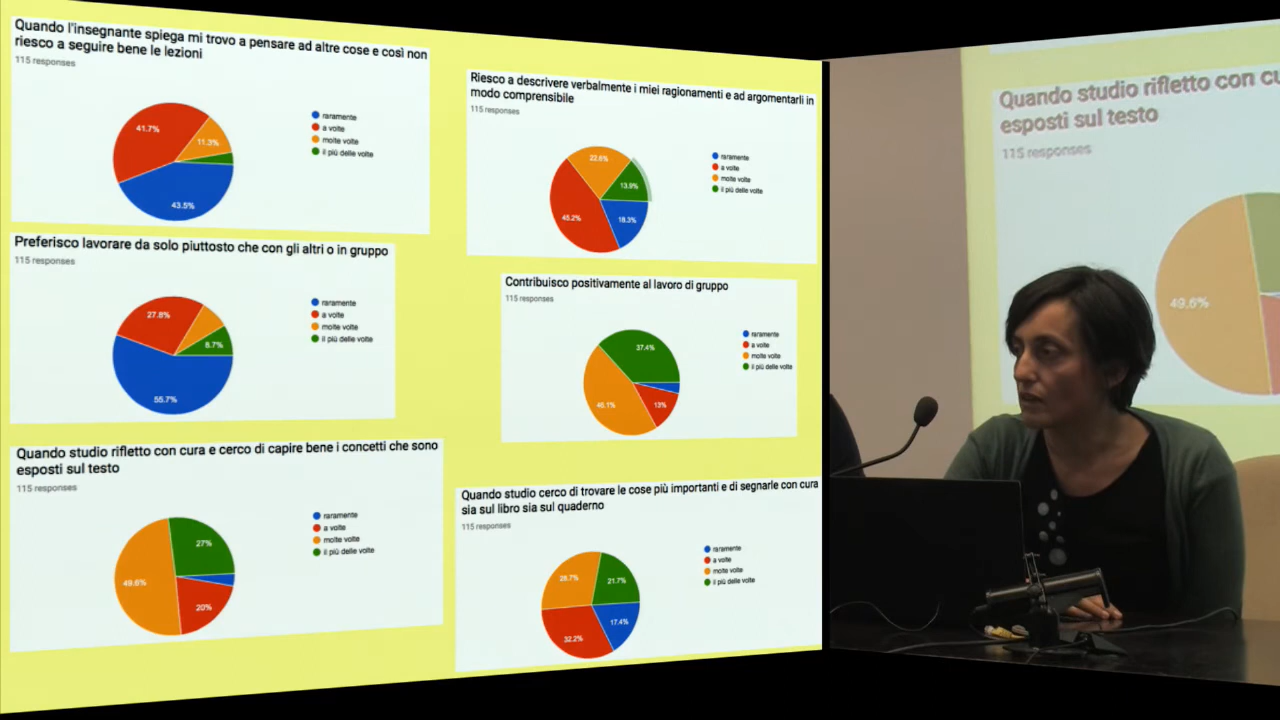 Quando l'insegnante spiega mi trovo a pensare ad altre cose e così non
riesco a seguire bene le lezioni
115 responses
41.7%
11.3%
43.5%
raramente
a volte
molte volte
il più delle volte
Riesco a descrivere verbalmente i miei ragionamenti e ad argomentarli in
modo comprensibile
115 responses
22.6%
13.9%
45.2%
18.3%
raramente
a volte
molte volte
il più delle volte
Preferisco lavorare da solo piuttosto che con gli altri o in gruppo
115 responses
27.8%
8.7%
55.7%
raramente
a volte
molte volte
il più delle volte
Contribuisco positivamente al lavoro di gruppo
115 responses
37.4%
46.1%
13%
raramente
a volte
molte volte
il più delle volte
Quando studio rifletto con cura e cerco di capire bene i concetti che sono
esposti sul testo
115 responses
27%
49.6%
20%
raramente
a volte
molte volte
il più delle volte
Quando studio cerco di trovare le cose più importanti e di segnarle con cura
sia sul libro sia sul quaderno
115 responses
28.7%
21.7%
32.2%
17.4%
raramente
a volte
molte volte
il più delle volte
Quando studio rifletto con cu
esposti sul testo
115 responses
49.6%